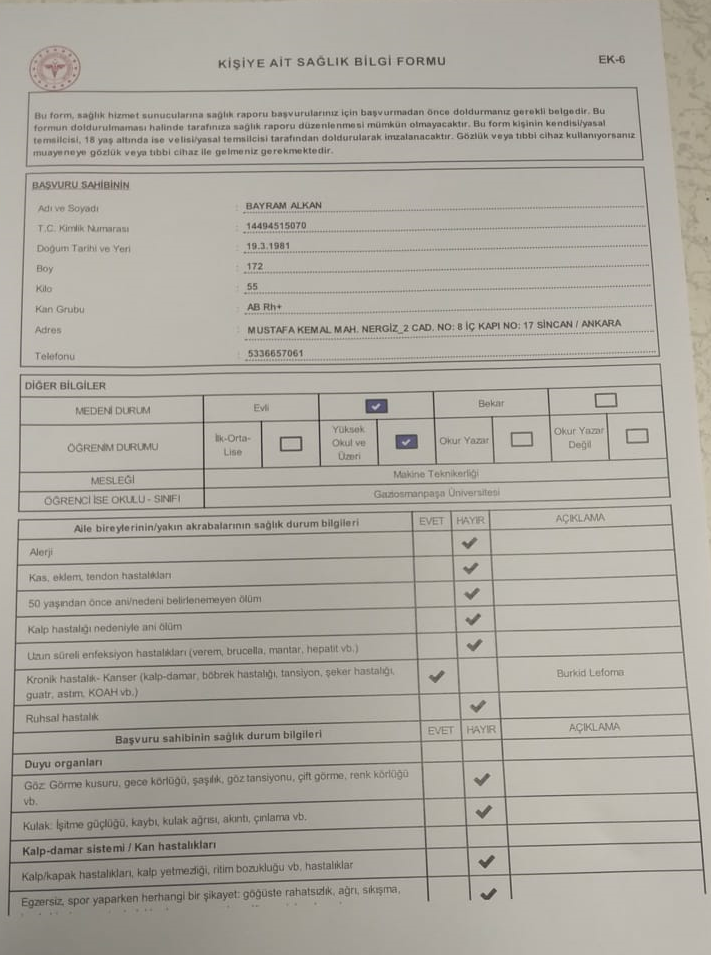 KİŞİYE AİT SAĞLIK BİLGİ FORMU
EK-6
Bu form, sağlık hizmet sunucularına sağlık raporu başvurularınız için başvurmadan önce doldurmanız gerekli belgedir. Bu
formun doldurulmaması halinde tarafınıza sağlık raporu düzenlenmesi mümkün olmayacaktır. Bu form kişinin kendisi/yasal
temsilcisi, 18 yaş altında ise velisi/yasal temsilcisi tarafından doldurularak imzalanacaktır. Gözlük veya tıbbi cihaz kullanıyorsanız
muayeneye gözlük veya tıbbi cihaz ile gelmeniz gerekmektedir.
BAŞVURU SAHİBİNİN
Adı ve Soyadı : BAYRAM ALKAN
T.C. Kimlik Numarası : 14494515070
Doğum Tarihi ve Yeri : 19.3.1981
Boy : 172
Kilo : 55
Kan Grubu : AB Rh+
Adres : MUSTAFA KEMAL MAH. NERGİZ_2 CAD. NO: 8 İÇ KAPI NO: 17 SİNCAN / ANKARA
Telefonu : 5336657061
DİĞER BİLGİLER
MEDENİ DURUM Evli Bekar
ÖĞRENİM DURUMU İlk-Orta-
Lise
Yüksek
Okul ve
Üzeri
Okur Yazar
Okur Yazar
Değil
MESLEĞİ Makine Teknikerliği
ÖĞRENCİ İSE OKULU - SINIFI Gaziosmanpaşa Üniversitesi
Aile bireylerinin/yakın akrabalarının sağlık durum bilgileri EVET HAYIR AÇIKLAMA
Alerji
Kas, eklem, tendon hastalıkları
50 yaşından önce ani/nedeni belirlenemeyen ölüm
Kalp hastalığı nedeniyle ani ölüm
Uzun süreli enfeksiyon hastalıkları (verem, brucella, mantar, hepatit vb.)
Kronik hastalık- Kanser (kalp-damar, böbrek hastalığı, tansiyon, şeker hastalığı, Burkid Lefoma
guatr, astım, KOAH vb.)
Ruhsal hastalık
Başvuru sahibinin sağlık durum bilgileri EVET HAYIR AÇIKLAMA
Duyu organları
Göz: Görme kusuru, gece körlüğü, şaşılık, göz tansiyonu, çift görme, renk körlüğü
vb.
Kulak: İşitme güçlüğü, kaybı, kulak ağrısı, akıntı, çınlama vb.
Kalp-damar sistemi / Kan hastalıkları
Kalp/kapak hastalıkları, kalp yetmezliği, ritim bozukluğu vb. hastalıklar
Egzersiz, spor yaparken herhangi bir şikayet: göğüste rahatsızlık, ağrı, sıkışma,